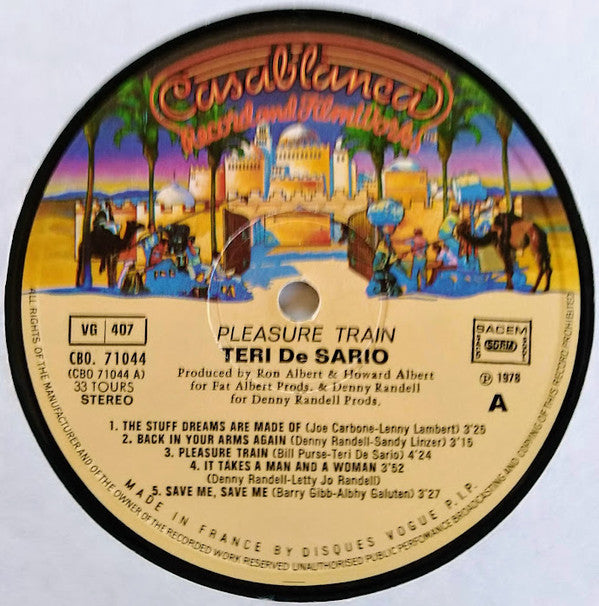 Casablanca
Record and FilmWorks
VG 407
CBO. 71044
(CBO 71044 A)
33 TOURS
STEREO
PLEASURE TRAIN
TERI De SARIO
Produced by Ron Albert & Howard Albert
for Fat Albert Prods. & Denny Randell
for Denny Randell Prods.
SACEM
SDRM
℗ 1978
A
1. THE STUFF DREAMS ARE MADE OF (Joe Carbone-Lenny Lambert) 3'25
2. BACK IN YOUR ARMS AGAIN (Denny Randell-Sandy Linzer) 3'15
3. PLEASURE TRAIN (Bill Purse-Teri De Sario) 4'24
4. IT TAKES A MAN AND A WOMAN 3'52
(Denny Randell-Letty Jo Randell)
5. SAVE ME, SAVE ME (Barry Gibb-Albhy Galuten) 3'27
MADE IN FRANCE BY DISQUES VOGUE P.I.P.
ALL RIGHTS OF THE MANUFACTURER AND OF THE OWNER OF THE RECORDED WORK RESERVED UNAUTHORISED PUBLIC PERFOMANCE BROADCASTING AND COPYING OF THIS RECORD PROHIBITED